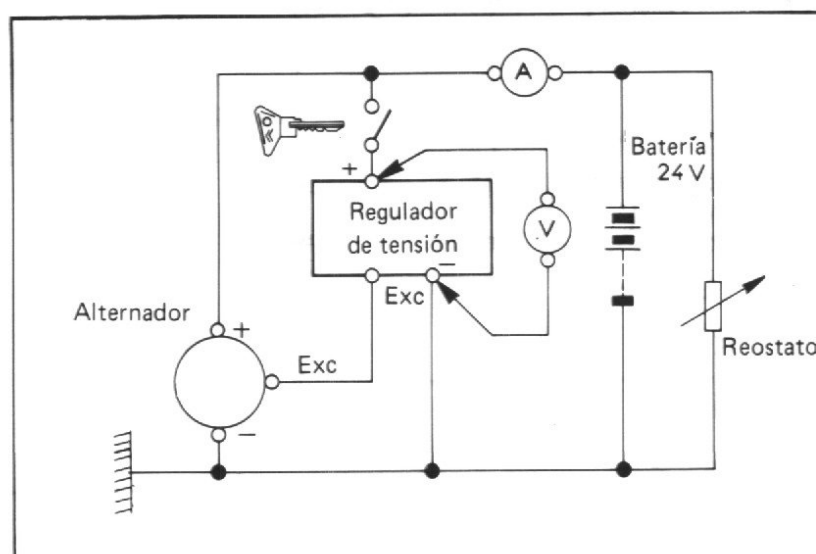 A
Batería
24 V
+
Regulador
de tensión
V
−
Exc
Alternador
+
Exc
Reostato
−